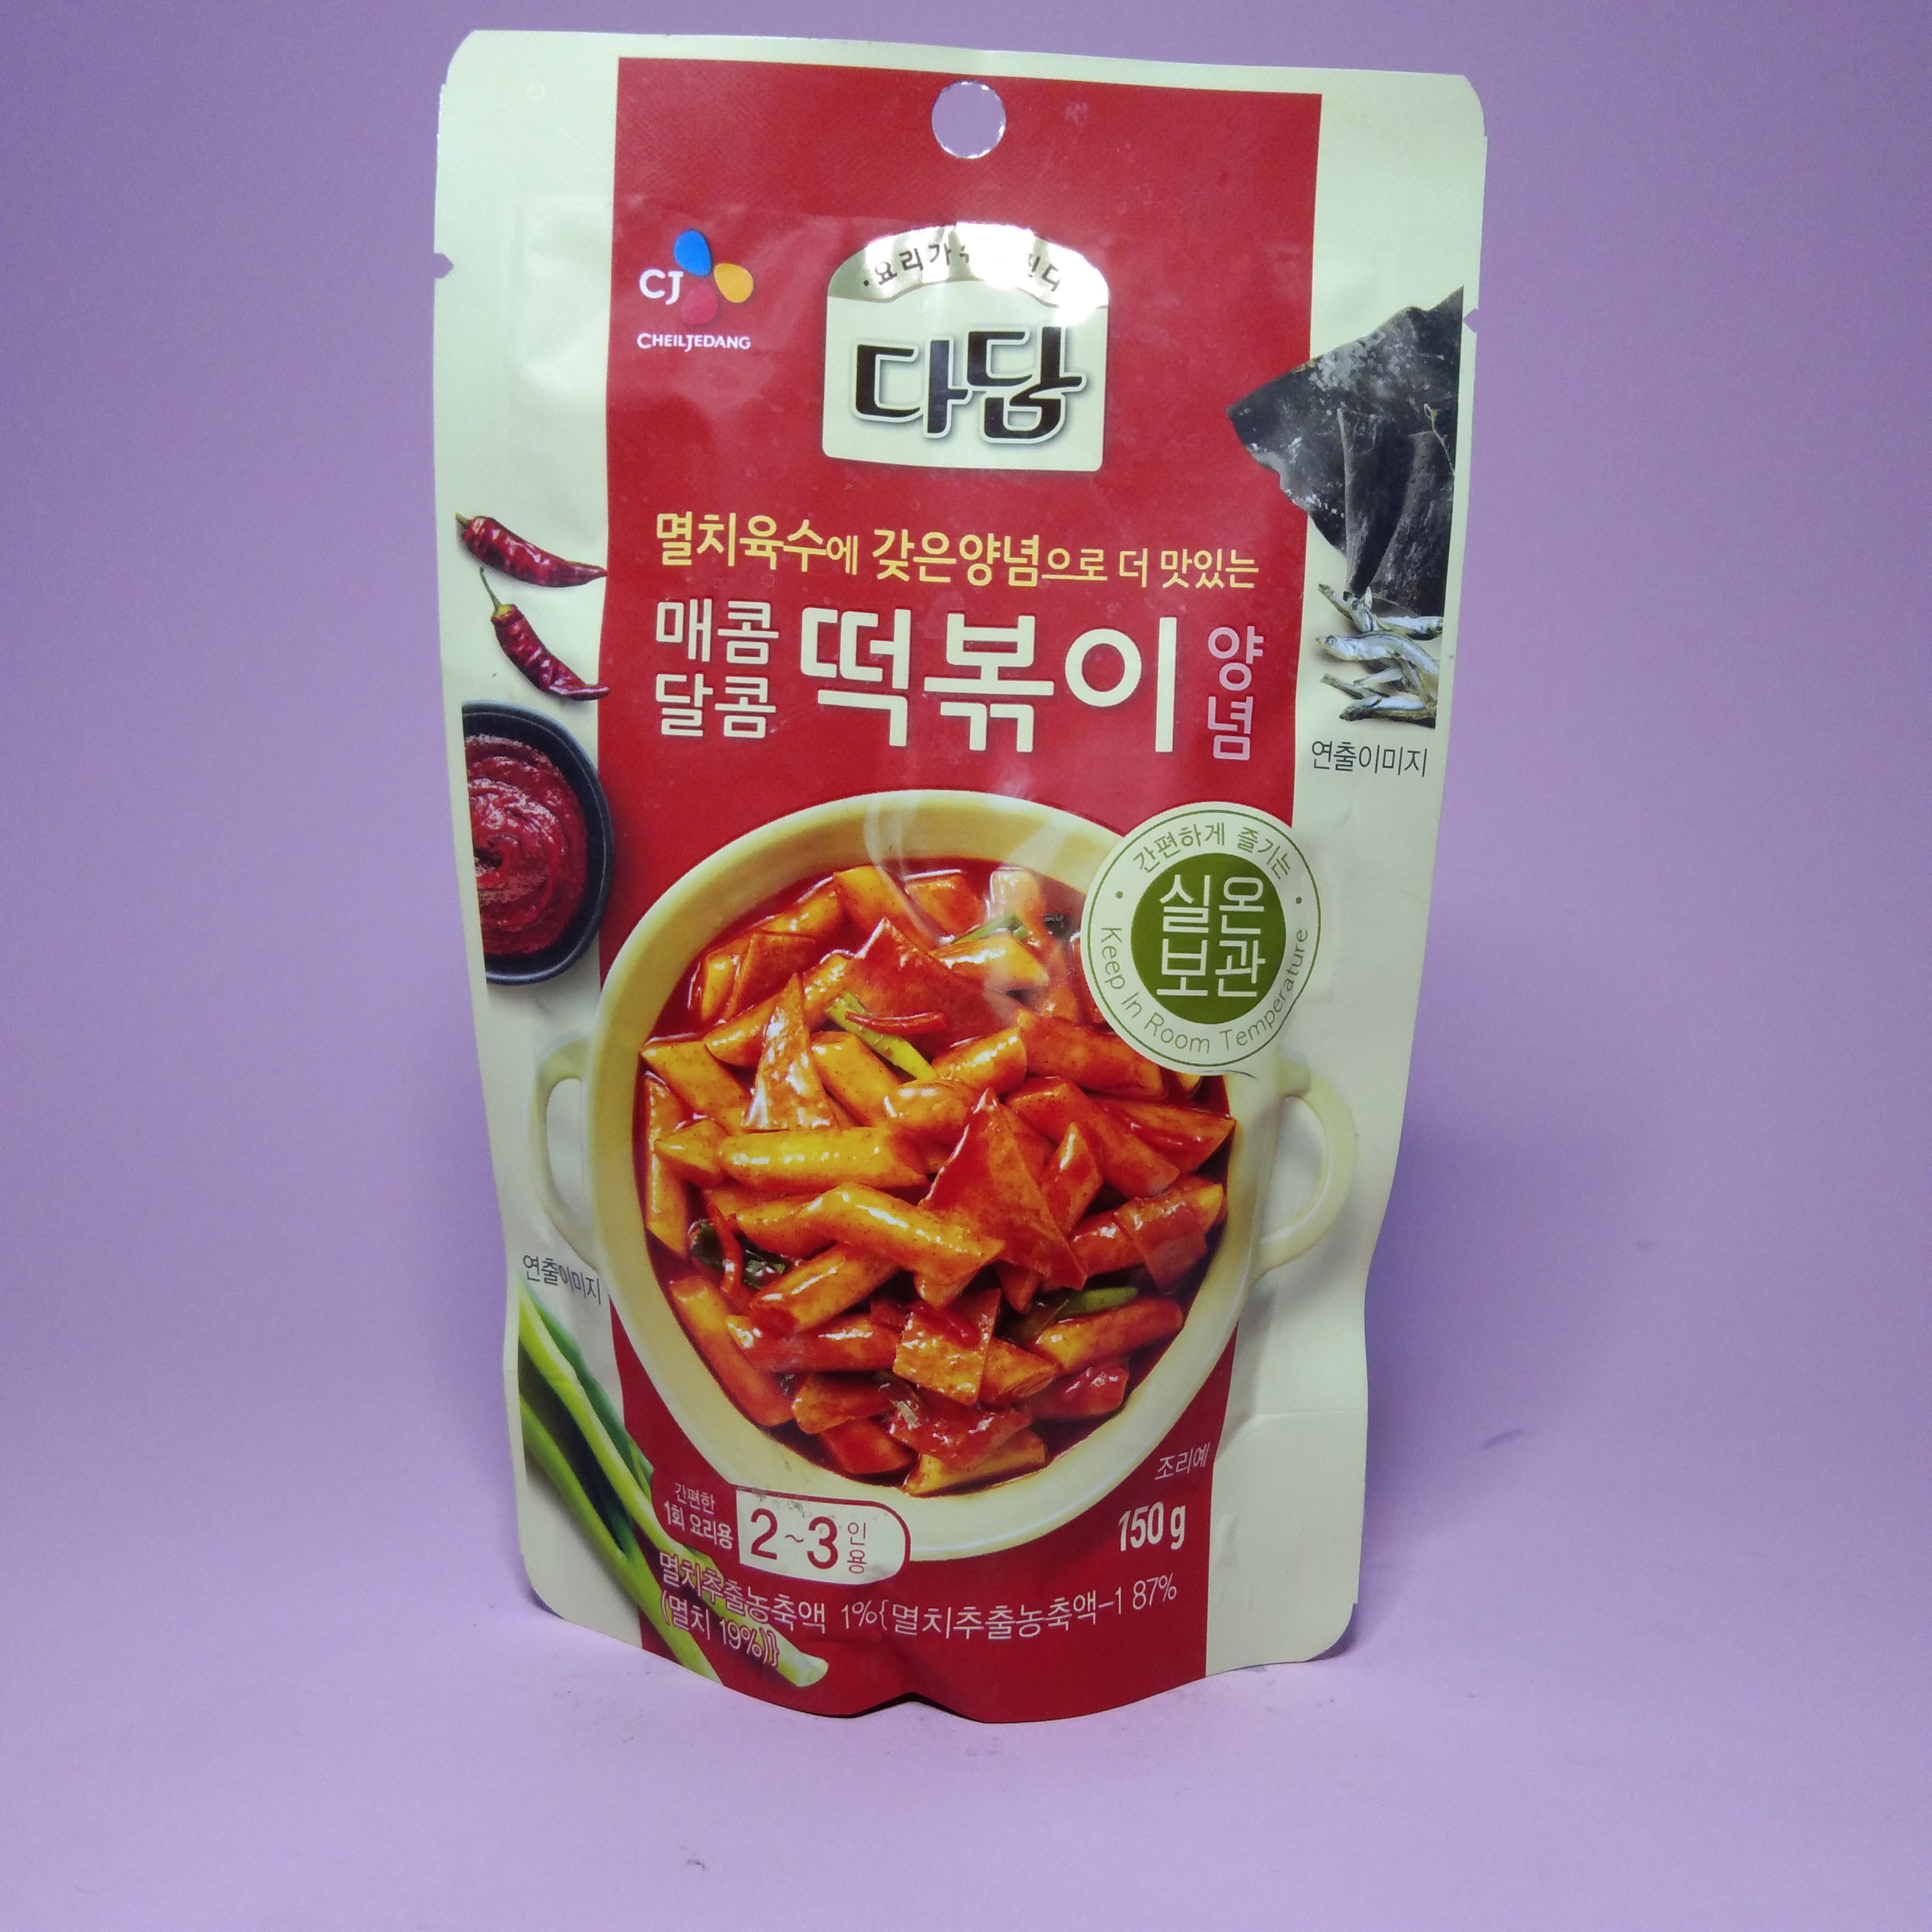 CJ
CHEILJEDANG
다담
멸치육수에 갖은양념으로 더 맛있는
매콤
달콤
떡볶이
양념
연출이미지
간편하게 즐기는
실온
보관
Keep In Room Temperature
연출이미지
조리예
간편한
1회 요리용
2~3
인용
150 g
멸치추출농축액 1%{멸치추출농축액-1 87%
(멸치 19%)}